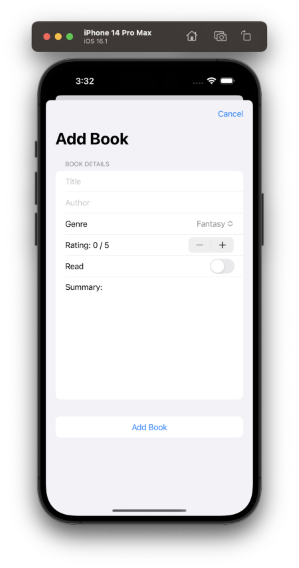 iPhone 14 Pro Max
iOS 16.1
3:32
Cancel
Add Book
BOOK DETAILS
Title
Author
Genre Fantasy
Rating: 0 / 5 − +
Read
Summary:
Add Book